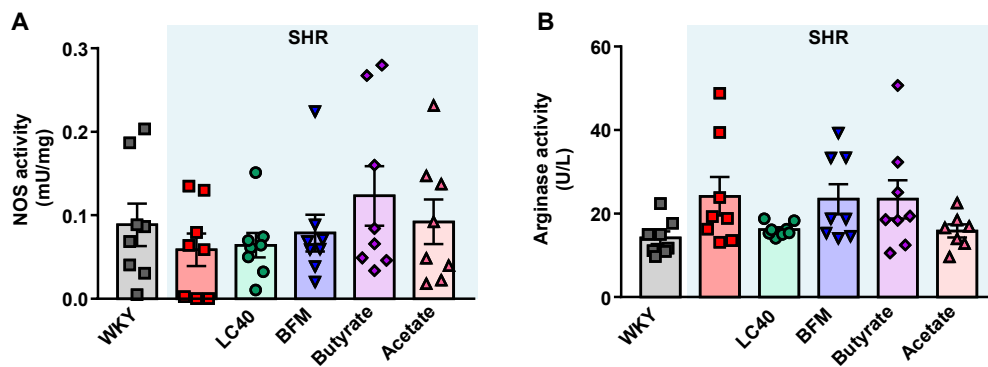 A
SHR
NOS activity
(mU/mg)
0.3
0.2
0.1
0.0
WKY
LC40
BFM
Butyrate
Acetate
B
SHR
Arginase activity
(U/L)
60
40
20
0
WKY
LC40
BFM
Butyrate
Acetate